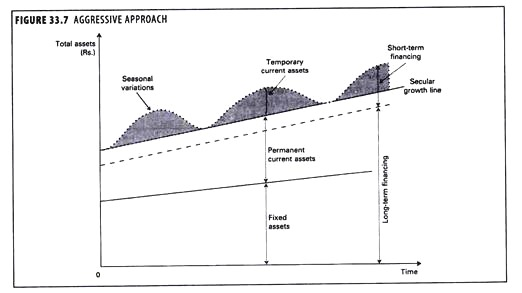 FIGURE 33.7 AGGRESSIVE APPROACH
Total assets
(Rs.)
Short-term
financing
Temporary
current assets
Seasonal
variations
Secular
growth line
Permanent
current assets
Long-term financing
Fixed
assets
0
Time